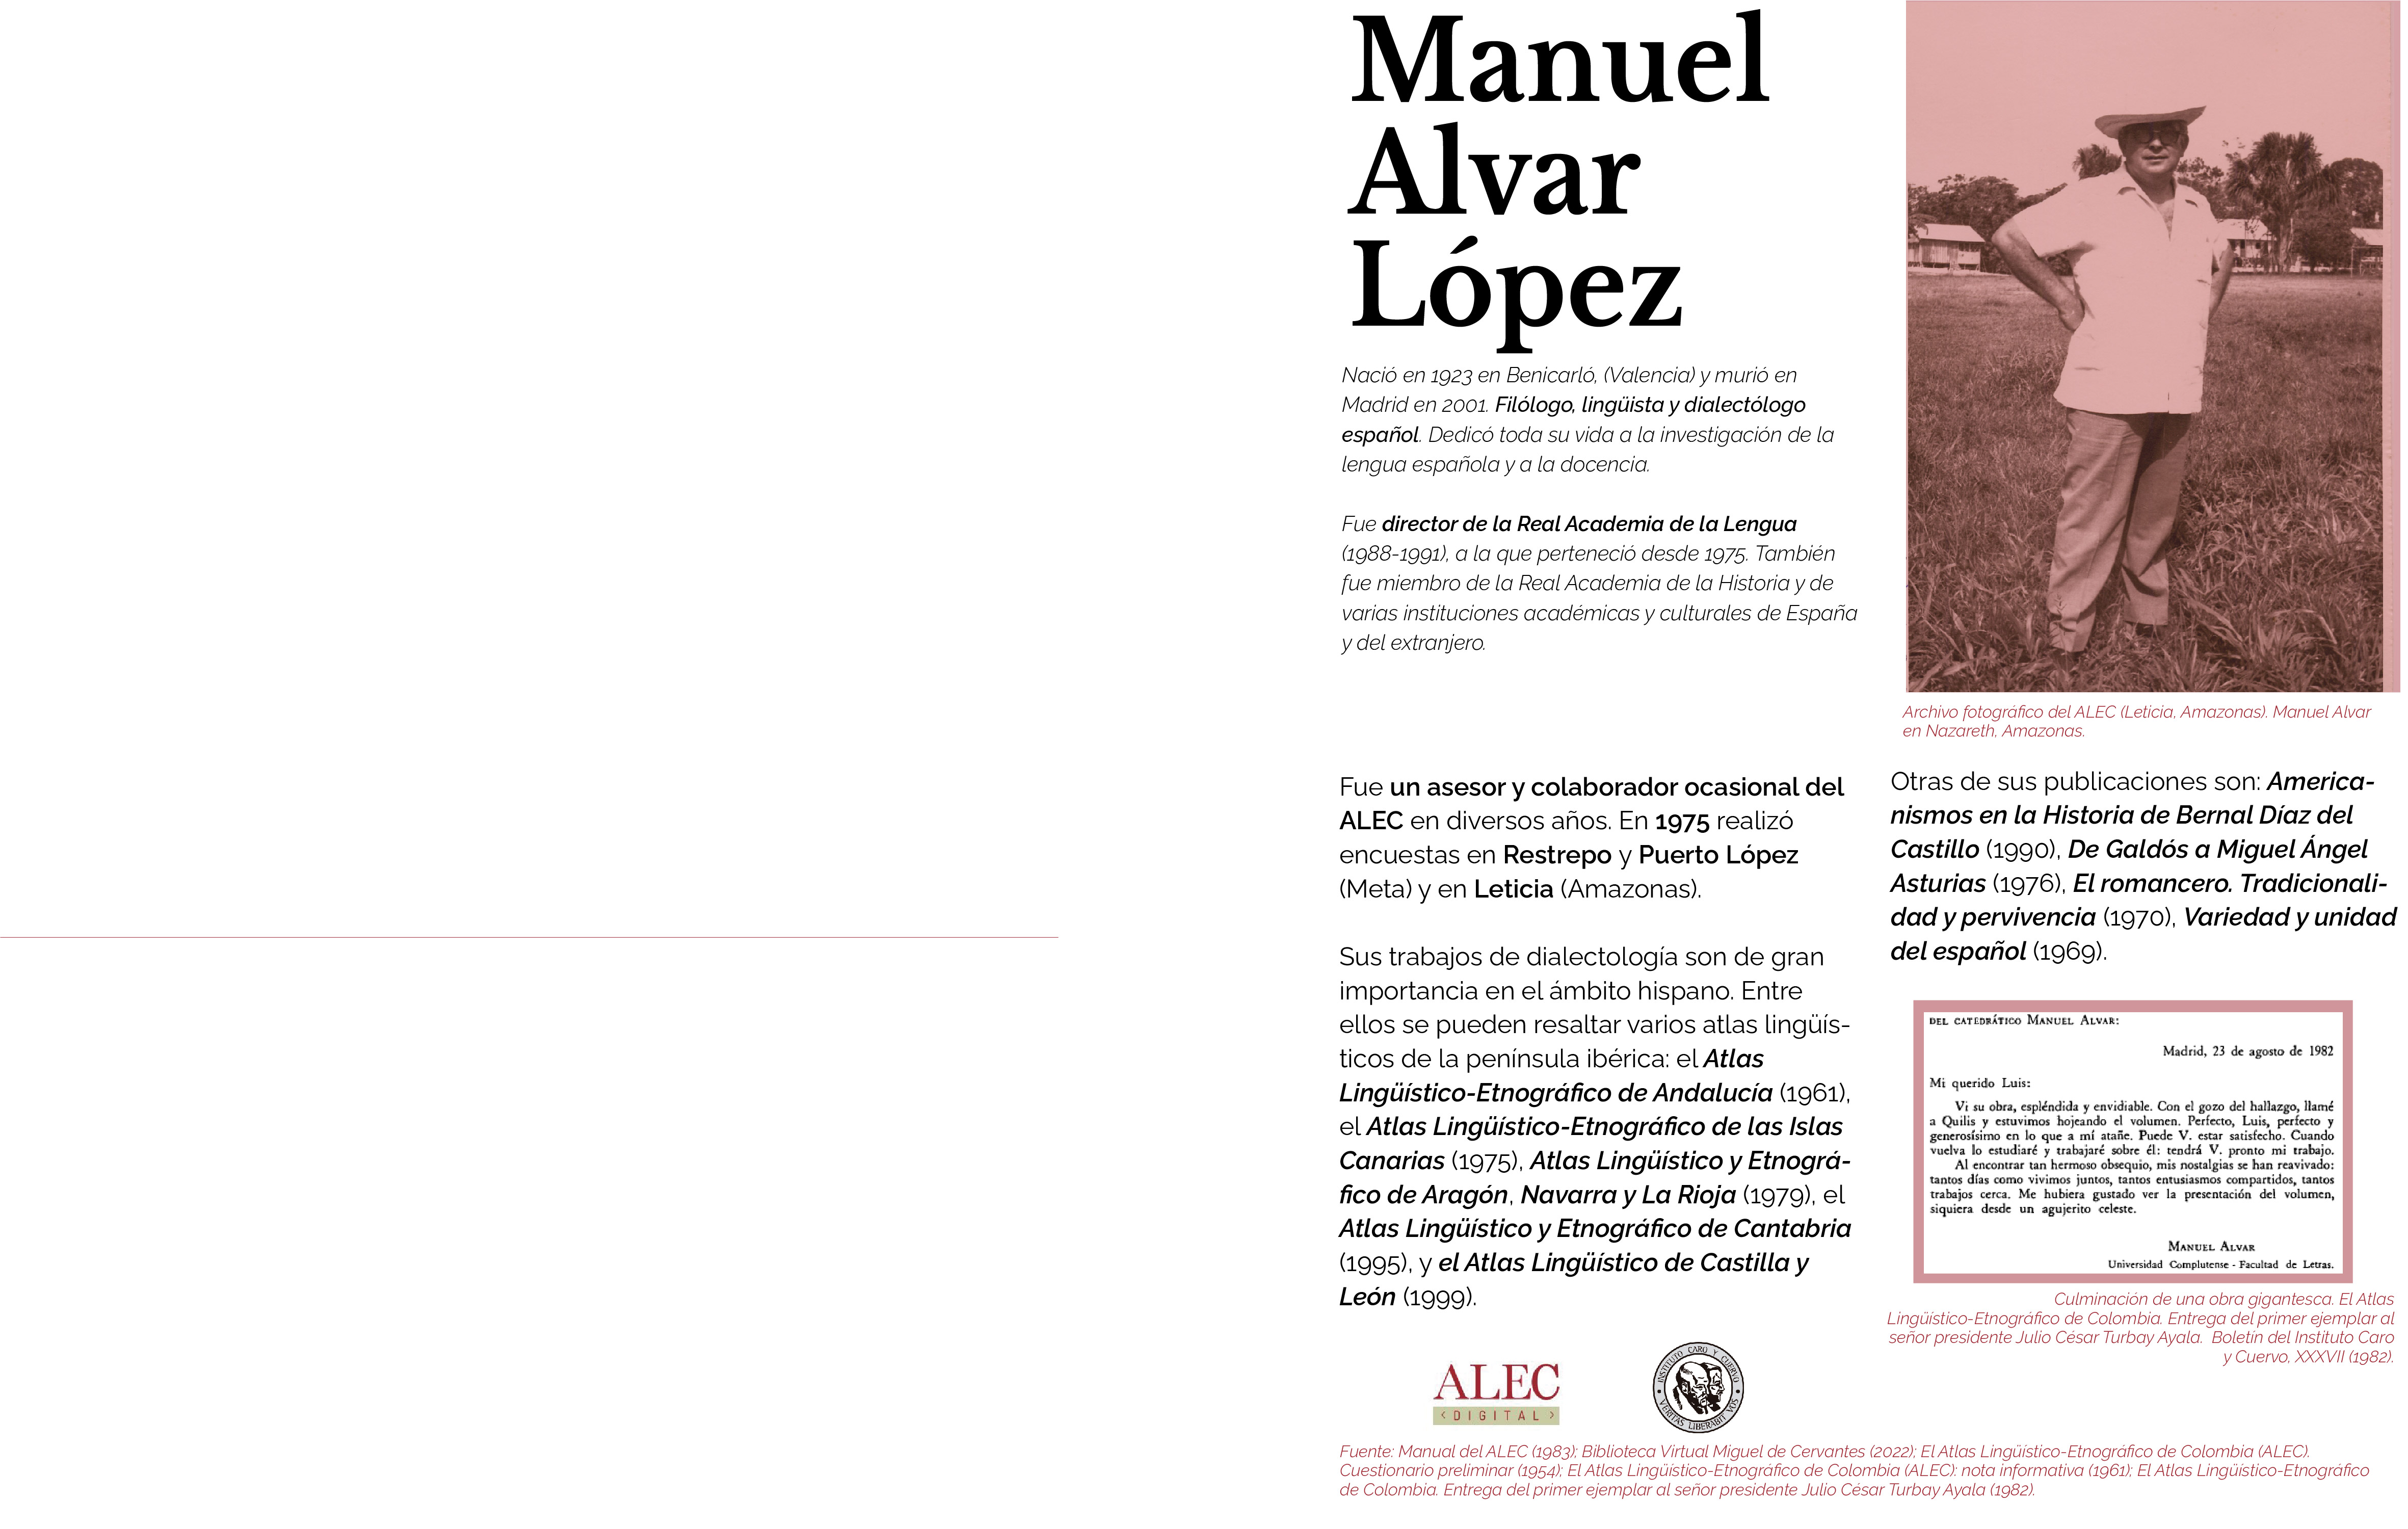 Manuel
Alvar
López
Nació en 1923 en Benicarló, (Valencia) y murió en
Madrid en 2001. Filólogo, lingüista y dialectólogo
español. Dedicó toda su vida a la investigación de la
lengua española y a la docencia.
Fue director de la Real Academia de la Lengua
(1988-1991), a la que perteneció desde 1975. También
fue miembro de la Real Academia de la Historia y de
varias instituciones académicas y culturales de España
y del extranjero.
Archivo fotográfico del ALEC (Leticia, Amazonas). Manuel Alvar
en Nazareth, Amazonas.
Fue un asesor y colaborador ocasional del
ALEC en diversos años. En 1975 realizó
encuestas en Restrepo y Puerto López
(Meta) y en Leticia (Amazonas).
Sus trabajos de dialectología son de gran
importancia en el ámbito hispano. Entre
ellos se pueden resaltar varios atlas lingüís-
ticos de la península ibérica: el Atlas
Lingüístico-Etnográfico de Andalucía (1961),
el Atlas Lingüístico-Etnográfico de las Islas
Canarias (1975), Atlas Lingüístico y Etnográ-
fico de Aragón, Navarra y La Rioja (1979), el
Atlas Lingüístico y Etnográfico de Cantabria
(1995), y el Atlas Lingüístico de Castilla y
León (1999).
Otras de sus publicaciones son: America-
nismos en la Historia de Bernal Díaz del
Castillo (1990), De Galdós a Miguel Ángel
Asturias (1976), El romancero. Tradicionali-
dad y pervivencia (1970), Variedad y unidad
del español (1969).
DEL CATEDRÁTICO MANUEL ALVAR:
Madrid, 23 de agosto de 1982
Mi querido Luis:
Vi su obra, espléndida y envidiable. Con el gozo del hallazgo, llamé
a Quilis y estuvimos hojeando el volumen. Perfecto, Luis, perfecto y
generosísimo en lo que a mí atañe. Puede V. estar satisfecho. Cuando
vuelva lo estudiaré y trabajaré sobre él: tendrá V. pronto mi trabajo.
Al encontrar tan hermoso obsequio, mis nostalgias se han reavivado:
tantos días como vivimos juntos, tantos entusiasmos compartidos, tantos
trabajos cerca. Me hubiera gustado ver la presentación del volumen,
siquiera desde un agujerito celeste.
MANUEL ALVAR
Universidad Complutense - Facultad de Letras.
Culminación de una obra gigantesca. El Atlas
Lingüístico-Etnográfico de Colombia. Entrega del primer ejemplar al
señor presidente Julio César Turbay Ayala. Boletín del Instituto Caro
y Cuervo, XXXVII (1982).
ALEC
‹ DIGITAL ›
INSTITUTO CARO Y CUERVO
VERITAS LIBERABIT VOS
Fuente: Manual del ALEC (1983); Biblioteca Virtual Miguel de Cervantes (2022); El Atlas Lingüístico-Etnográfico de Colombia (ALEC).
Cuestionario preliminar (1954); El Atlas Lingüístico-Etnográfico de Colombia (ALEC): nota informativa (1961); El Atlas Lingüístico-Etnográfico
de Colombia. Entrega del primer ejemplar al señor presidente Julio César Turbay Ayala (1982).